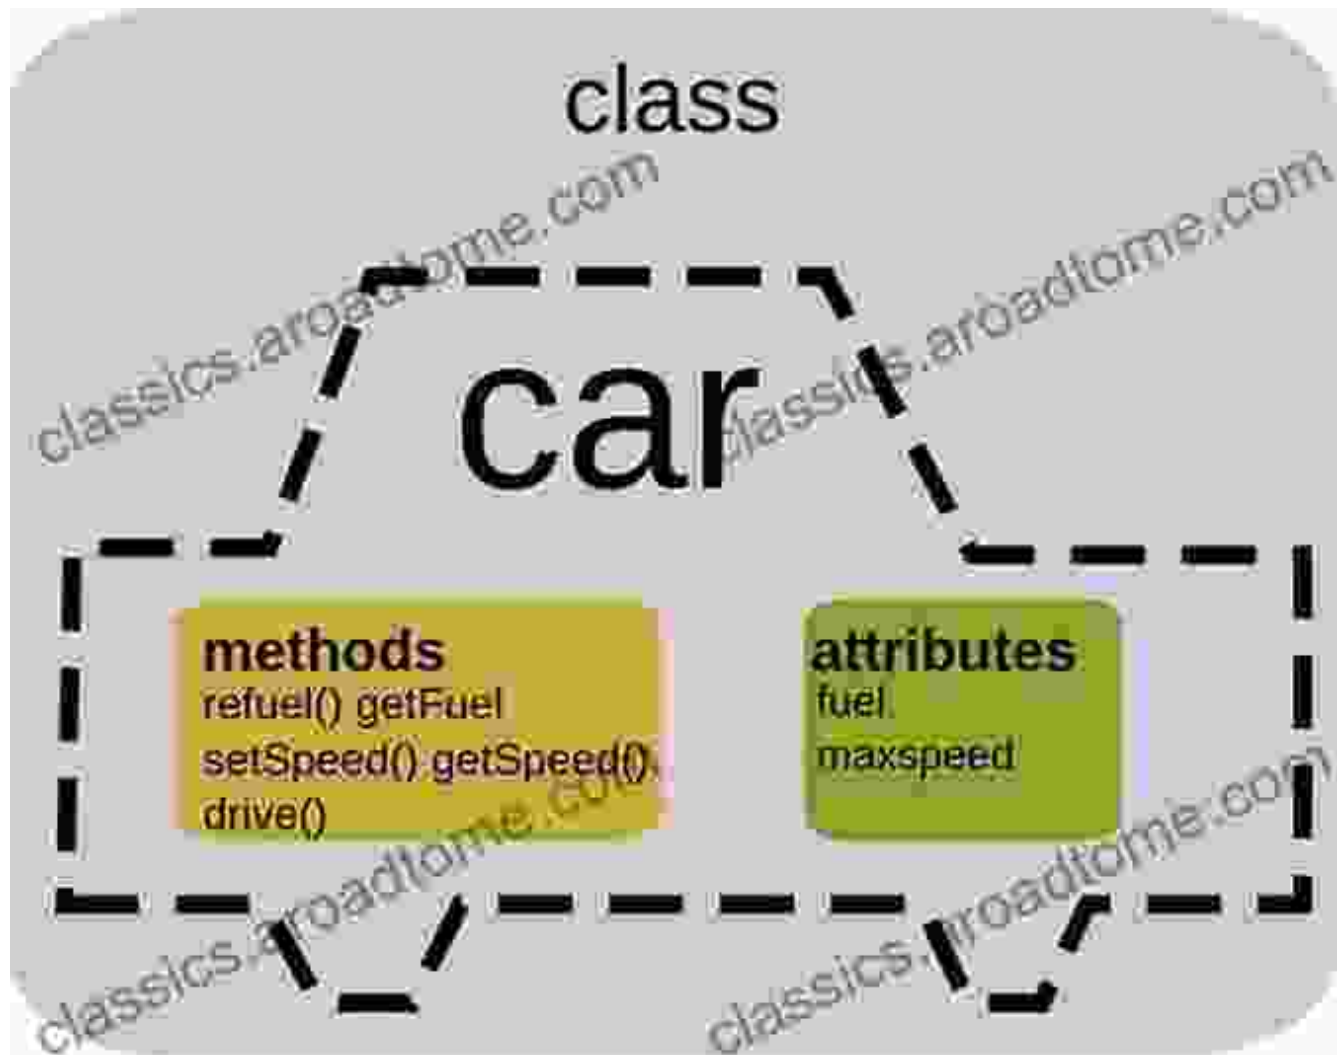 class
classics.aroadtome.com
classics.aroadtome.com
car
methods
refuel() getFuel
setSpeed() getSpeed()
drive()
attributes
fuel
maxspeed
classics.aroadtome.com
classics.aroadtome.com